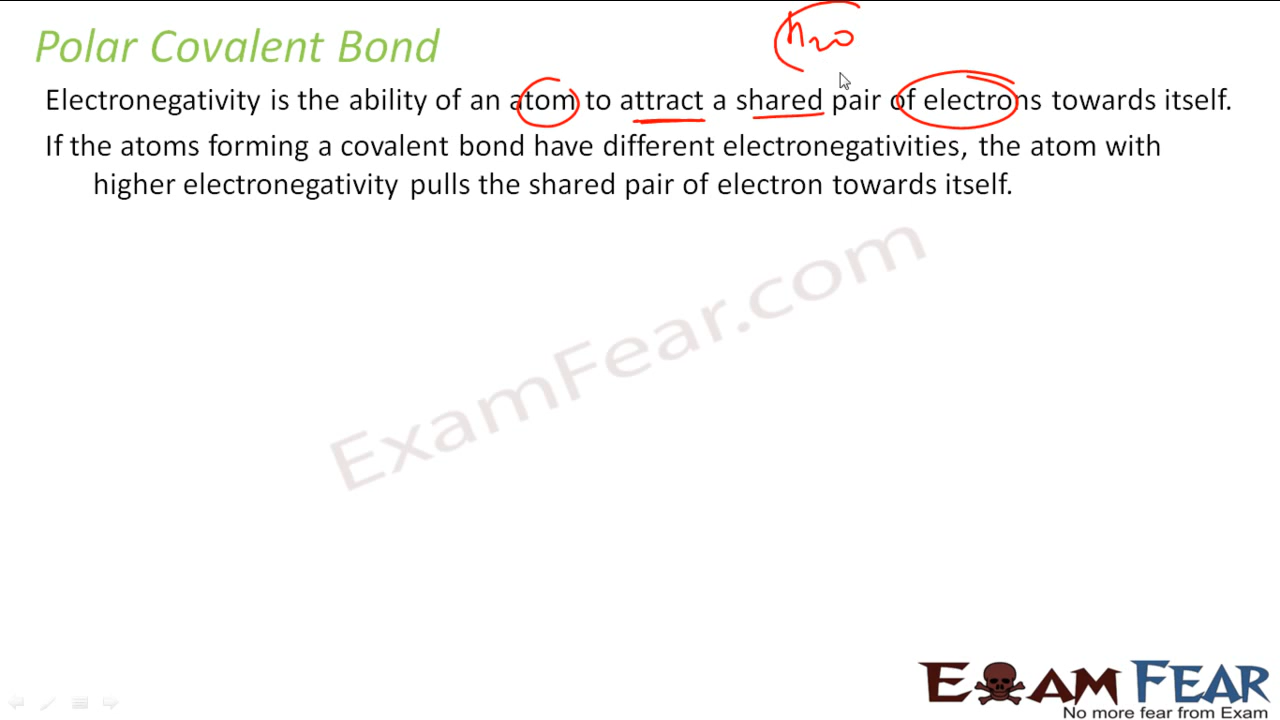 h2o
Polar Covalent Bond
Electronegativity is the ability of an atom to attract a shared pair of electrons towards itself.
If the atoms forming a covalent bond have different electronegativities, the atom with
higher electronegativity pulls the shared pair of electron towards itself.
ExamFear.com
EXAM FEAR
No more fear from Exam